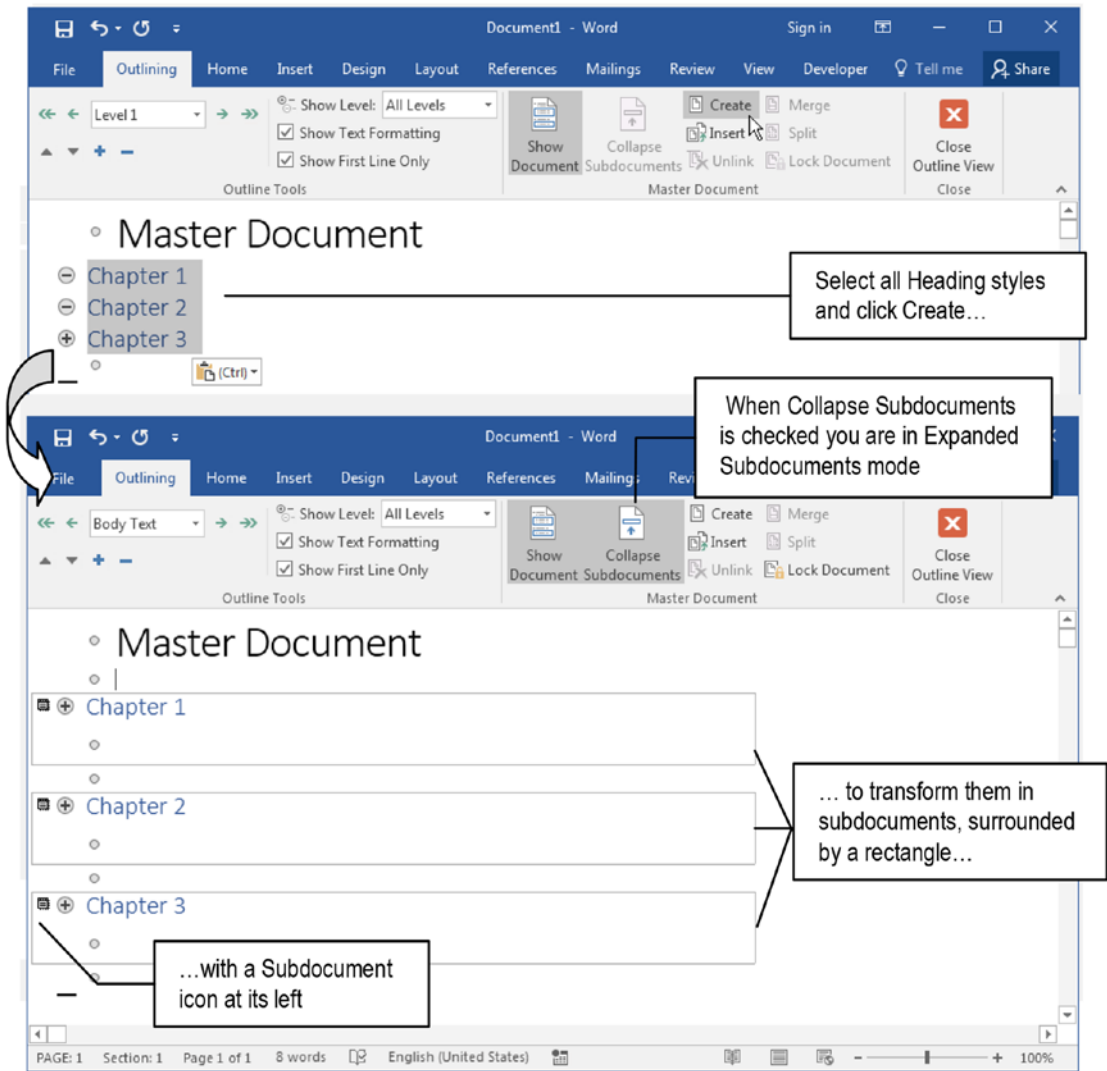 Document1 - Word Sign in
File Outlining Home Insert Design Layout References Mailings Review View Developer Tell me Share
Level 1 Show Level: All Levels Create Merge
Show Text Formatting Insert Split
Show First Line Only Show Document Collapse Subdocuments Unlink Lock Document Close Outline View
Outline Tools Master Document Close
Master Document
Chapter 1
Chapter 2
Chapter 3
(Ctrl)
Select all Heading styles
and click Create…
When Collapse Subdocuments
is checked you are in Expanded
Subdocuments mode
Document1 - Word
File Outlining Home Insert Design Layout References Mailings
Body Text Show Level: All Levels Create Merge
Show Text Formatting Insert Split
Show First Line Only Show Document Collapse Subdocuments Unlink Lock Document Close Outline View
Outline Tools Master Document Close
Master Document
Chapter 1
Chapter 2
Chapter 3
… to transform them in
subdocuments, surrounded
by a rectangle…
…with a Subdocument
icon at its left
PAGE: 1 Section: 1 Page 1 of 1 8 words English (United States) 100%